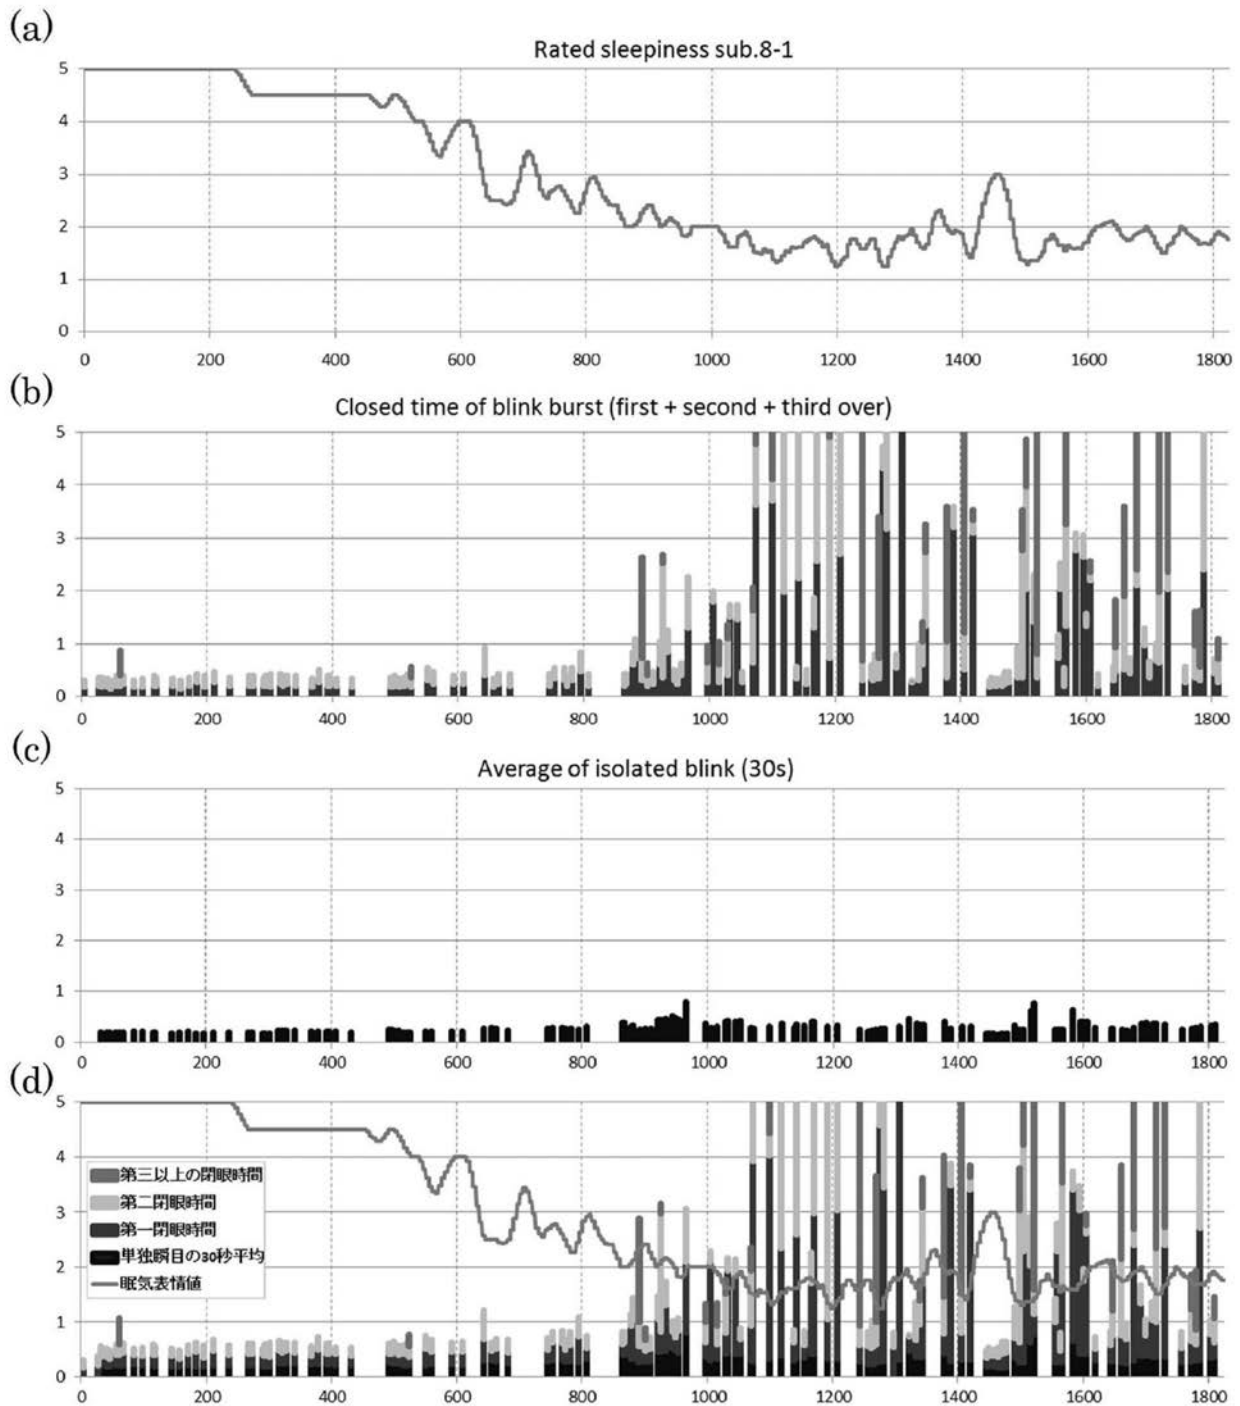 (a)
Rated sleepiness sub.8-1
5
4
3
2
1
0
0 200 400 600 800 1000 1200 1400 1600 1800
(b)
Closed time of blink burst (first + second + third over)
5
4
3
2
1
0
0 200 400 600 800 1000 1200 1400 1600 1800
(c)
Average of isolated blink (30s)
5
4
3
2
1
0
0 200 400 600 800 1000 1200 1400 1600 1800
(d)
5
4
3
2
1
0
第三以上の閉眼時間
第二閉眼時間
第一閉眼時間
単独瞬目の30秒平均
眠気表情値
0 200 400 600 800 1000 1200 1400 1600 1800